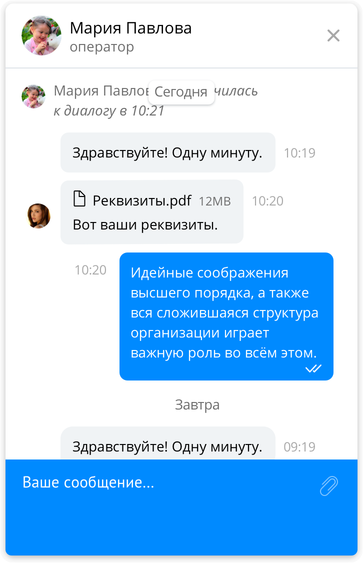 Мария Павлова
оператор
Мария Сегодня чилась
к диалогу в 10:21
Здравствуйте! Одну минуту. 10:19
Реквизиты.pdf 12MB 10:20
Вот ваши реквизиты.
10:20
Идейные соображения
высшего порядка, а также
вся сложившаяся структура
организации играет
важную роль во всём этом.
Завтра
Здравствуйте! Одну минуту. 09:19
Ваше сообщение...